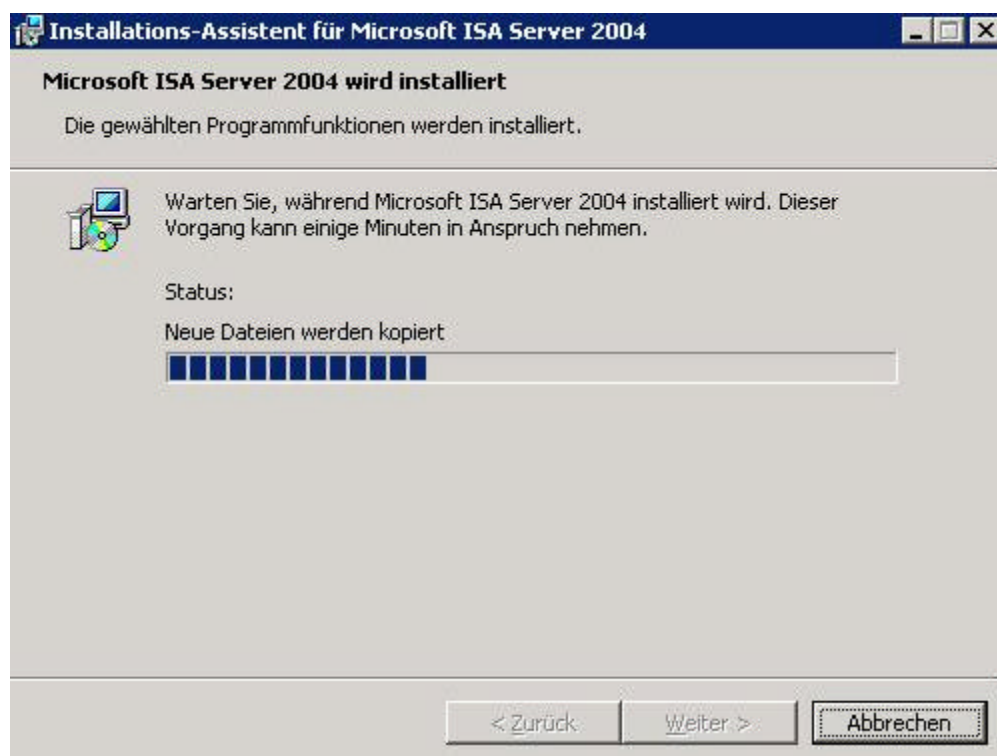 Installations-Assistent für Microsoft ISA Server 2004
Microsoft ISA Server 2004 wird installiert
Die gewählten Programmfunktionen werden installiert.
Warten Sie, während Microsoft ISA Server 2004 installiert wird. Dieser
Vorgang kann einige Minuten in Anspruch nehmen.
Status:
Neue Dateien werden kopiert
< Zurück Weiter > Abbrechen